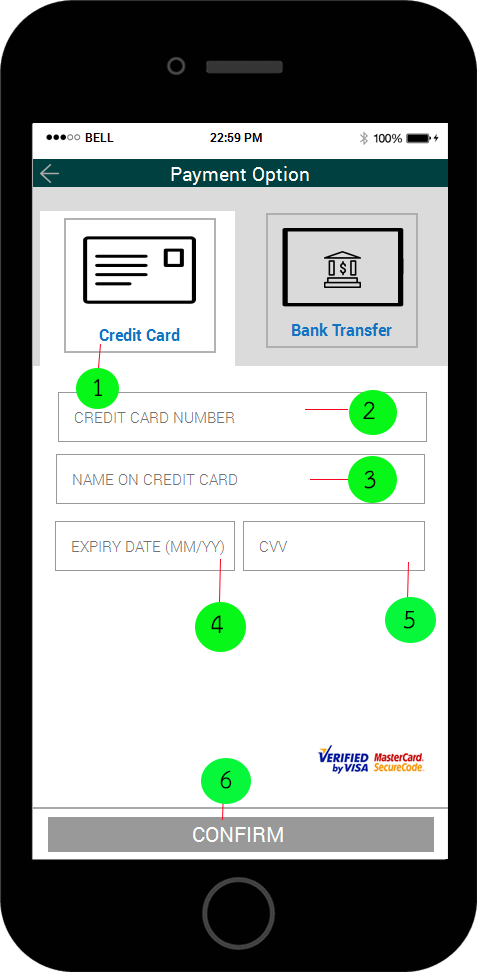 BELL 22:59 PM 100%
Payment Option
$
Credit Card Bank Transfer
1
CREDIT CARD NUMBER 2
NAME ON CREDIT CARD 3
EXPIRY DATE (MM/YY) CVV
4 5
VERIFIED MasterCard.
by VISA SecureCode.
6
CONFIRM